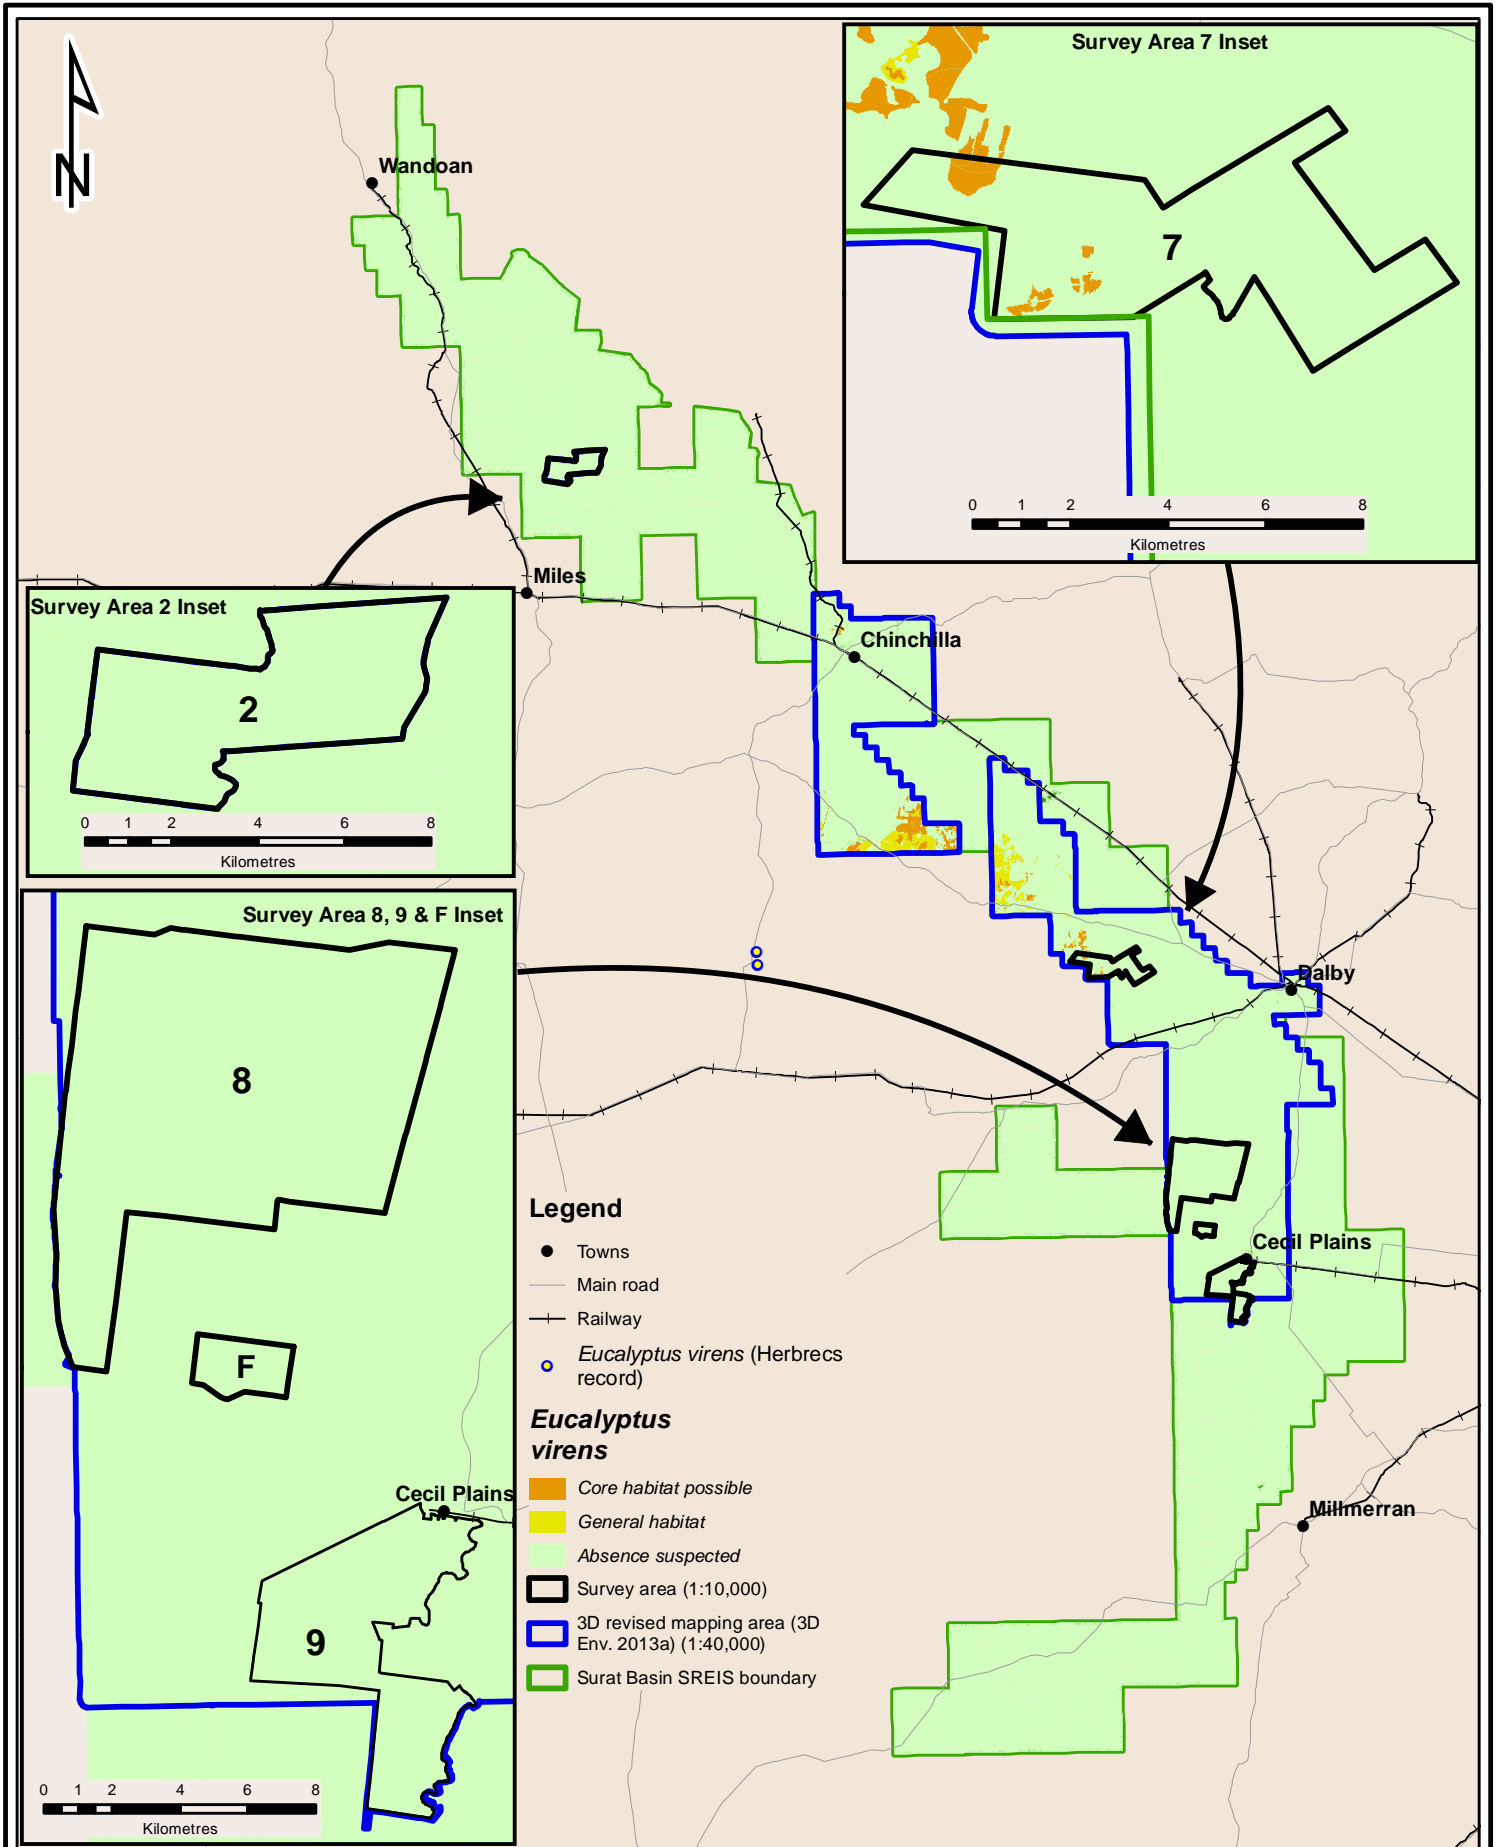 N
Wandoan
Miles
Chinchilla
Dalby
Cecil Plains
Millmerran
Survey Area 7 Inset
7
0 1 2 4 6 8
Kilometres
Survey Area 2 Inset
2
0 1 2 4 6 8
Kilometres
Survey Area 8, 9 & F Inset
8
F
Cecil Plains
9
0 1 2 4 6 8
Kilometres
Legend
Towns
Main road
Railway
Eucalyptus virens (Herbrecs
record)
Eucalyptus
virens
Core habitat possible
General habitat
Absence suspected
Survey area (1:10,000)
3D revised mapping area (3D
Env. 2013a) (1:40,000)
Surat Basin SREIS boundary